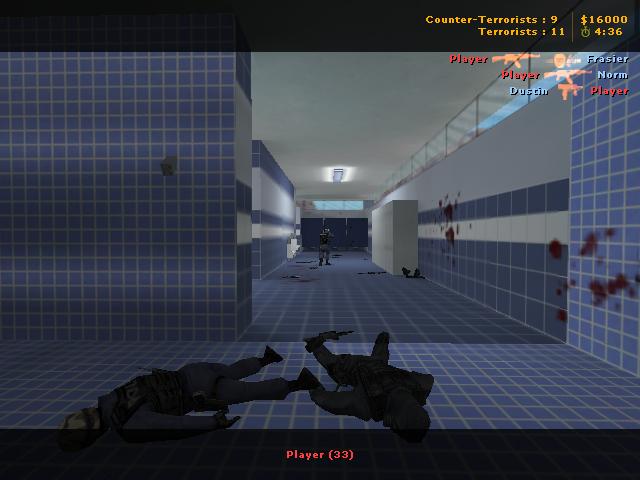 Counter-Terrorists : 9 $16000
Terrorists : 11 4:36
Player Frasier
Player Norm
Dustin Player
Player (33)